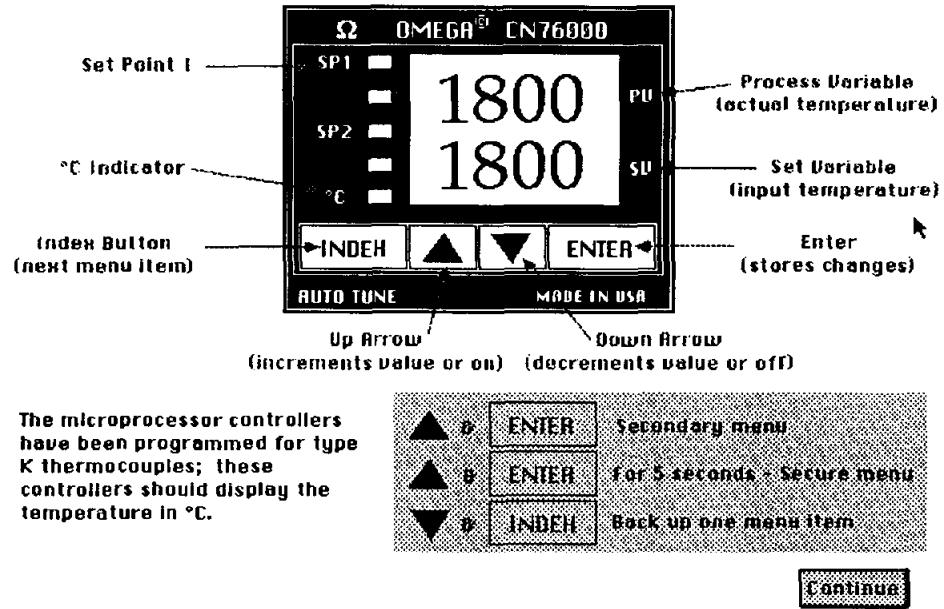 Ω OMEGA© CN76000
Set Point 1
SP1
1800
PV
Process Variable
(actual temperature)
SP2
°C Indicator
1800
SV
Set Variable
(input temperature)
°C
Index Button
(next menu item)
INDEX
ENTER
Enter
(stores changes)
AUTO TUNE
MADE IN USA
Up Arrow
(increments value or on)
Down Arrow
(decrements value or off)
The microprocessor controllers
have been programmed for type
K thermocouples; these
controllers should display the
temperature in °C.
▲ & ENTER Secondary menu
▲ & ENTER for 5 seconds - Secure menu
▼ & INDEX Back up one menu item
Continue